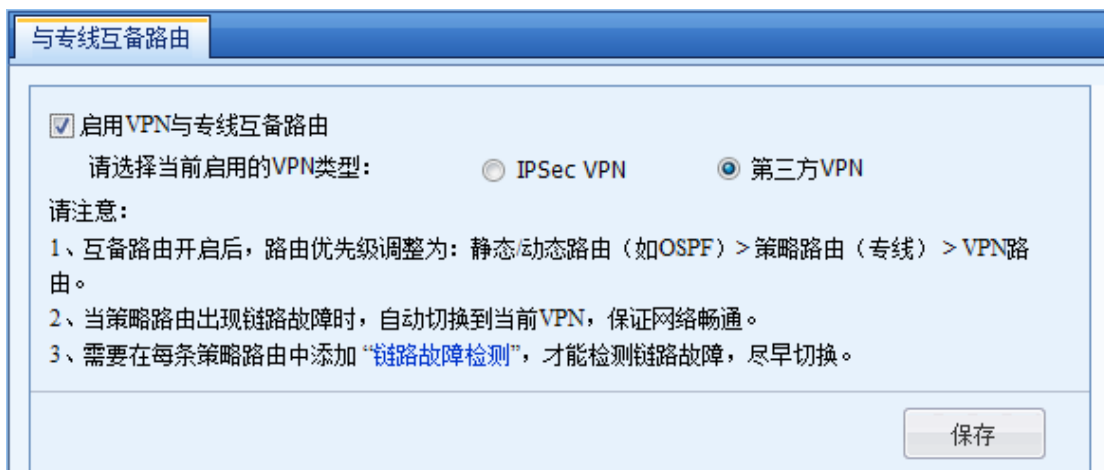 与专线互备路由
启用VPN与专线互备路由
请选择当前启用的VPN类型： IPSec VPN 第三方VPN
请注意：
1、互备路由开启后，路由优先级调整为：静态/动态路由（如OSPF）＞策略路由（专线）＞VPN路
由。
2、当策略路由出现链路故障时，自动切换到当前VPN，保证网络畅通。
3、需要在每条策略路由中添加 “链路故障检测”，才能检测链路故障，尽早切换。
保存